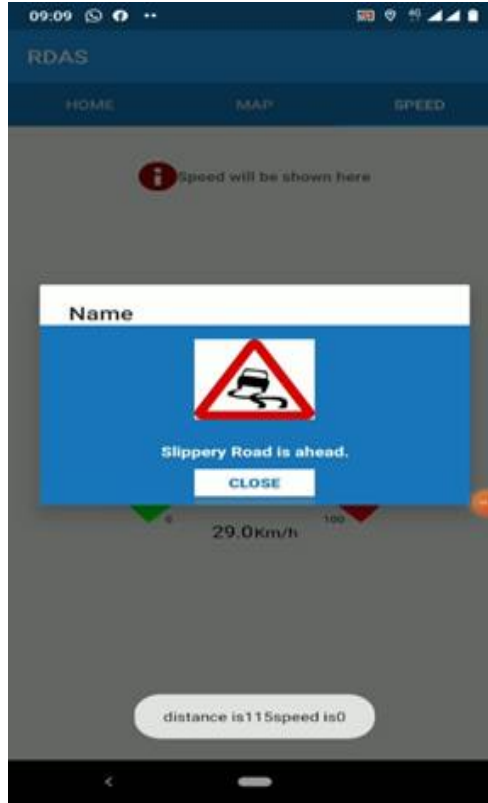 09:09
RDAS
HOME MAP SPEED
Speed will be shown here
Name
Slippery Road is ahead.
CLOSE
0 100
29.0Km/h
distance is115speed is0